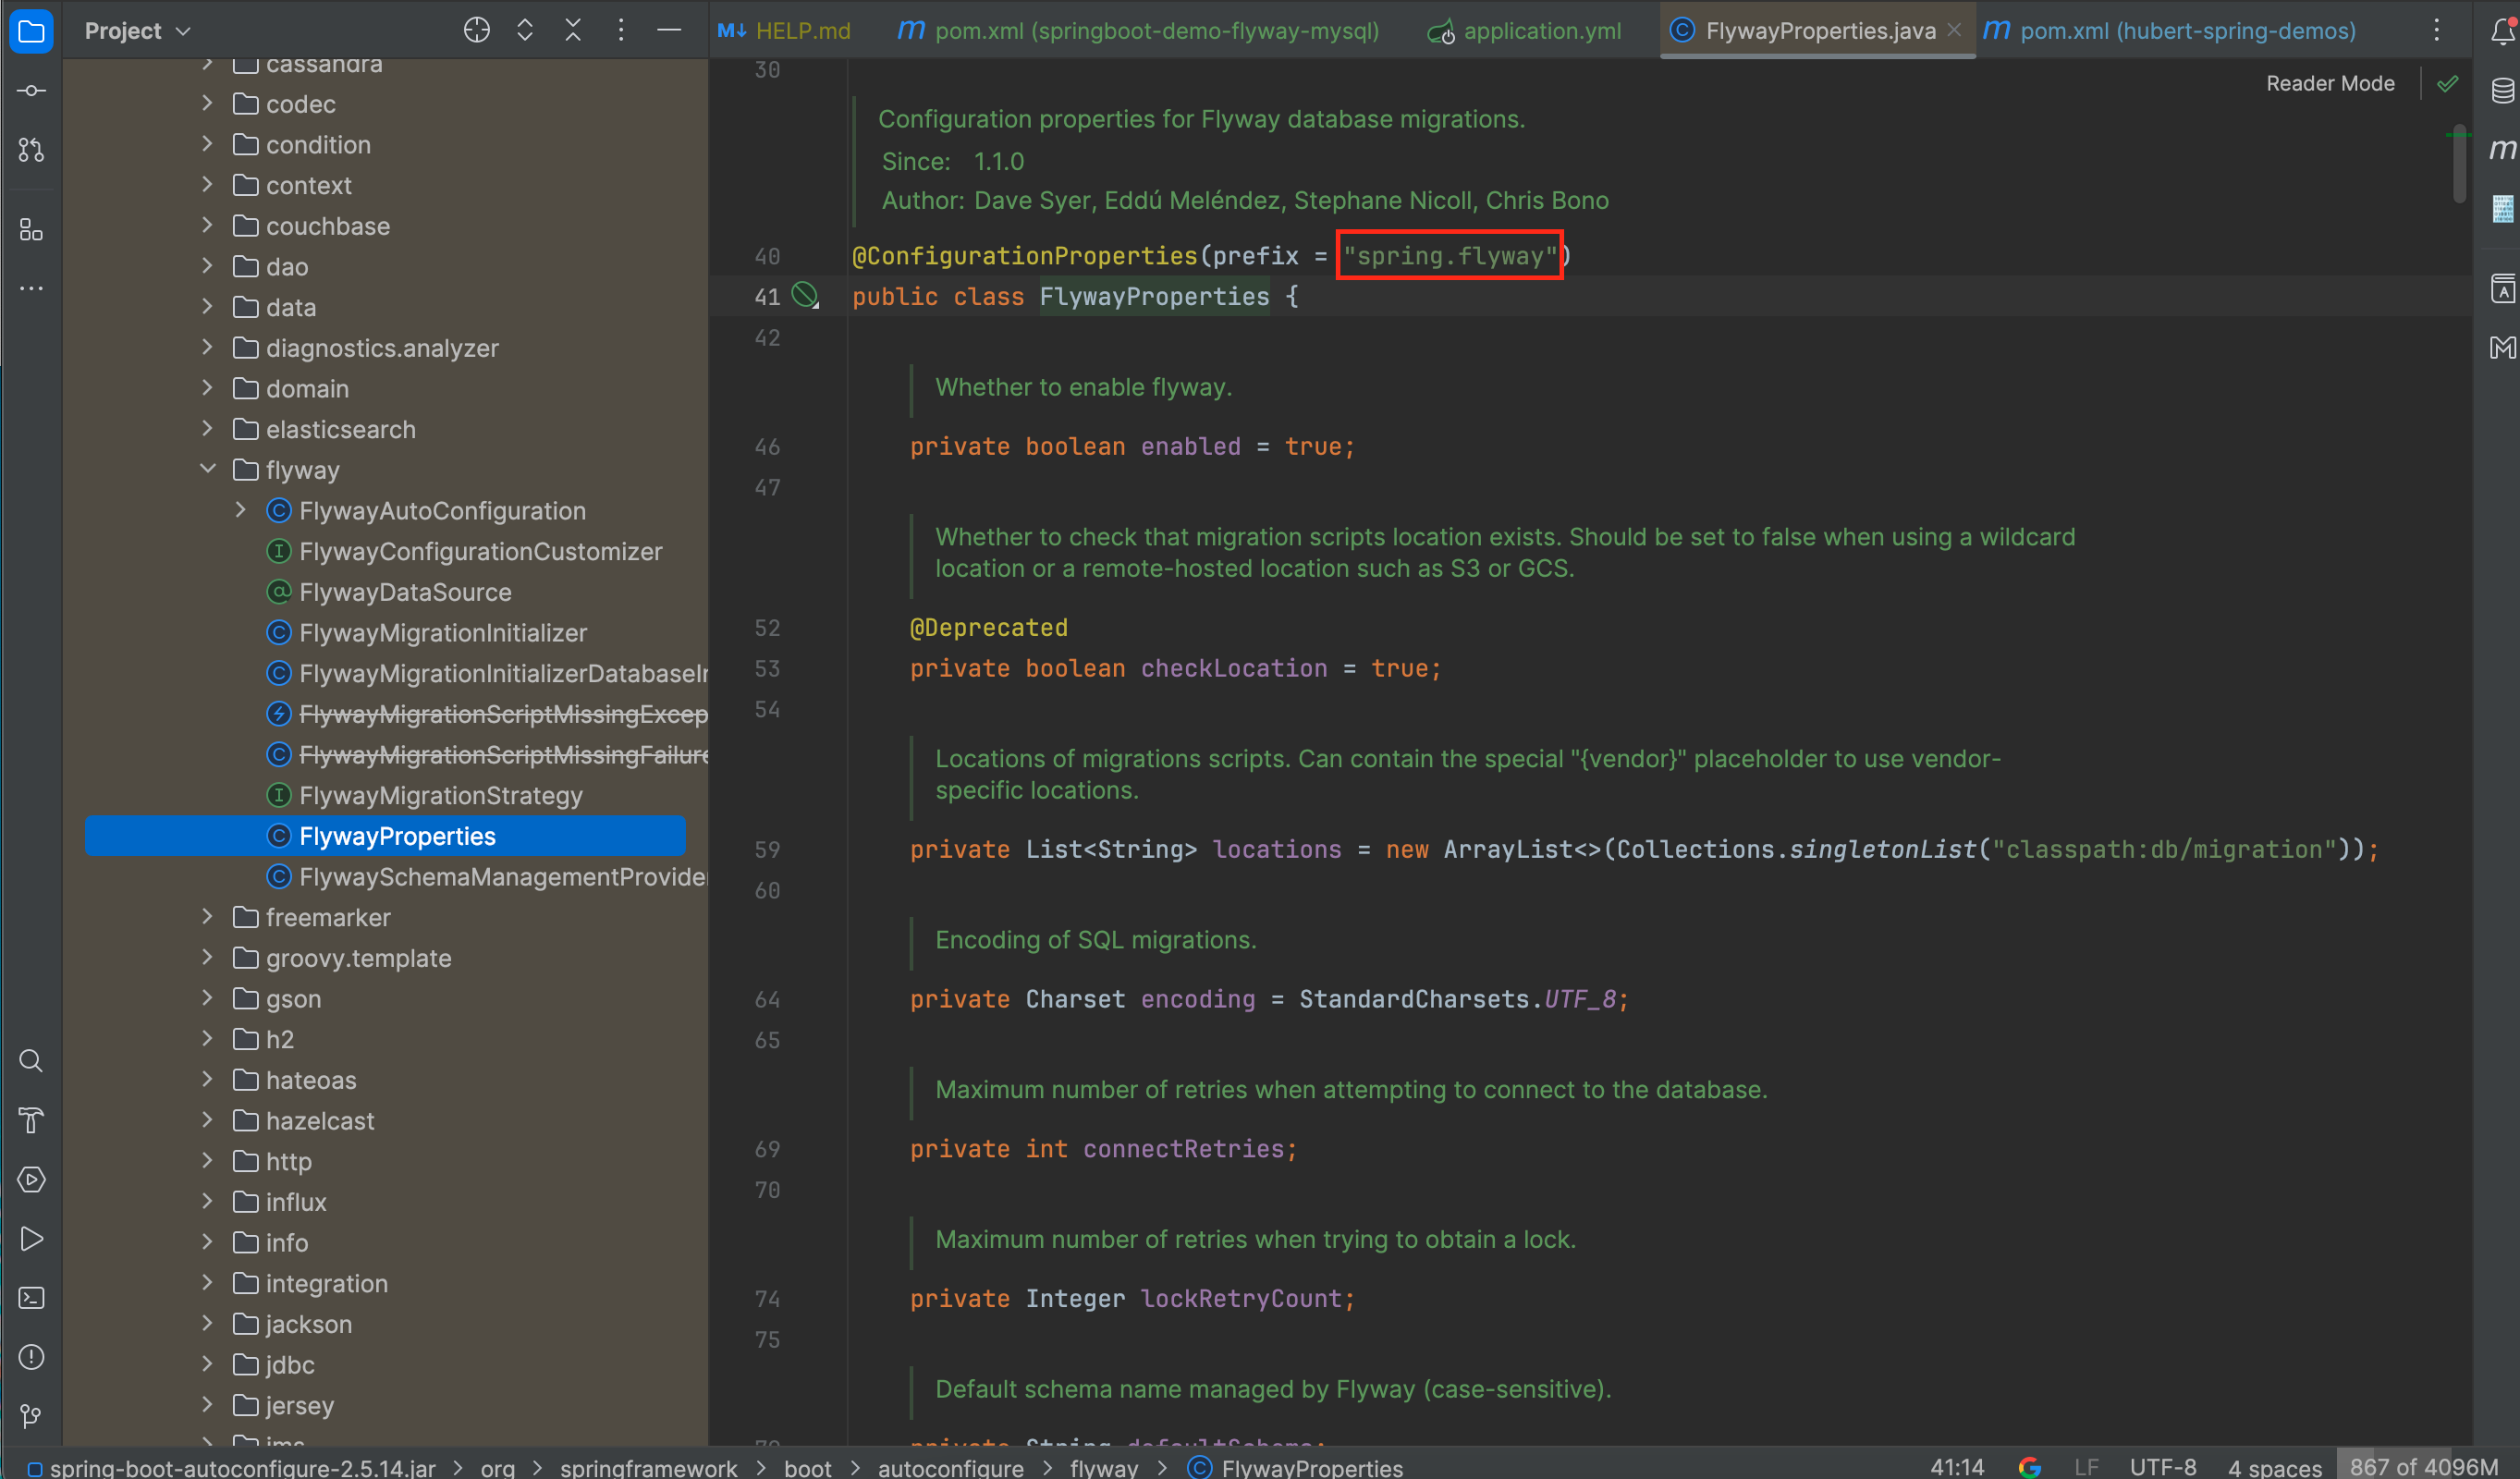 Project
HELP.md
pom.xml (springboot-demo-flyway-mysql)
application.yml
FlywayProperties.java
pom.xml (hubert-spring-demos)
cassandra
codec
condition
context
couchbase
dao
data
diagnostics.analyzer
domain
elasticsearch
flyway
FlywayAutoConfiguration
FlywayConfigurationCustomizer
FlywayDataSource
FlywayMigrationInitializer
FlywayMigrationInitializerDatabaseIn
FlywayMigrationScriptMissingExcep
FlywayMigrationScriptMissingFailure
FlywayMigrationStrategy
FlywayProperties
FlywaySchemaManagementProvider
freemarker
groovy.template
gson
h2
hateoas
hazelcast
http
influx
info
integration
jackson
jdbc
jersey
jms
Reader Mode
30
Configuration properties for Flyway database migrations.
Since: 1.1.0
Author: Dave Syer, Eddú Meléndez, Stephane Nicoll, Chris Bono
40 @ConfigurationProperties(prefix = "spring.flyway")
41 public class FlywayProperties {
42
Whether to enable flyway.
46 private boolean enabled = true;
47
Whether to check that migration scripts location exists. Should be set to false when using a wildcard
location or a remote-hosted location such as S3 or GCS.
52 @Deprecated
53 private boolean checkLocation = true;
54
Locations of migrations scripts. Can contain the special "{vendor}" placeholder to use vendor-
specific locations.
59 private List<String> locations = new ArrayList<>(Collections.singletonList("classpath:db/migration"));
60
Encoding of SQL migrations.
64 private Charset encoding = StandardCharsets.UTF_8;
65
Maximum number of retries when attempting to connect to the database.
69 private int connectRetries;
70
Maximum number of retries when trying to obtain a lock.
74 private Integer lockRetryCount;
75
Default schema name managed by Flyway (case-sensitive).
79 private String defaultSchema;
spring-boot-autoconfigure-2.5.14.jar > org > springframework > boot > autoconfigure > flyway > FlywayProperties
41:14 LF UTF-8 4 spaces 867 of 4096M